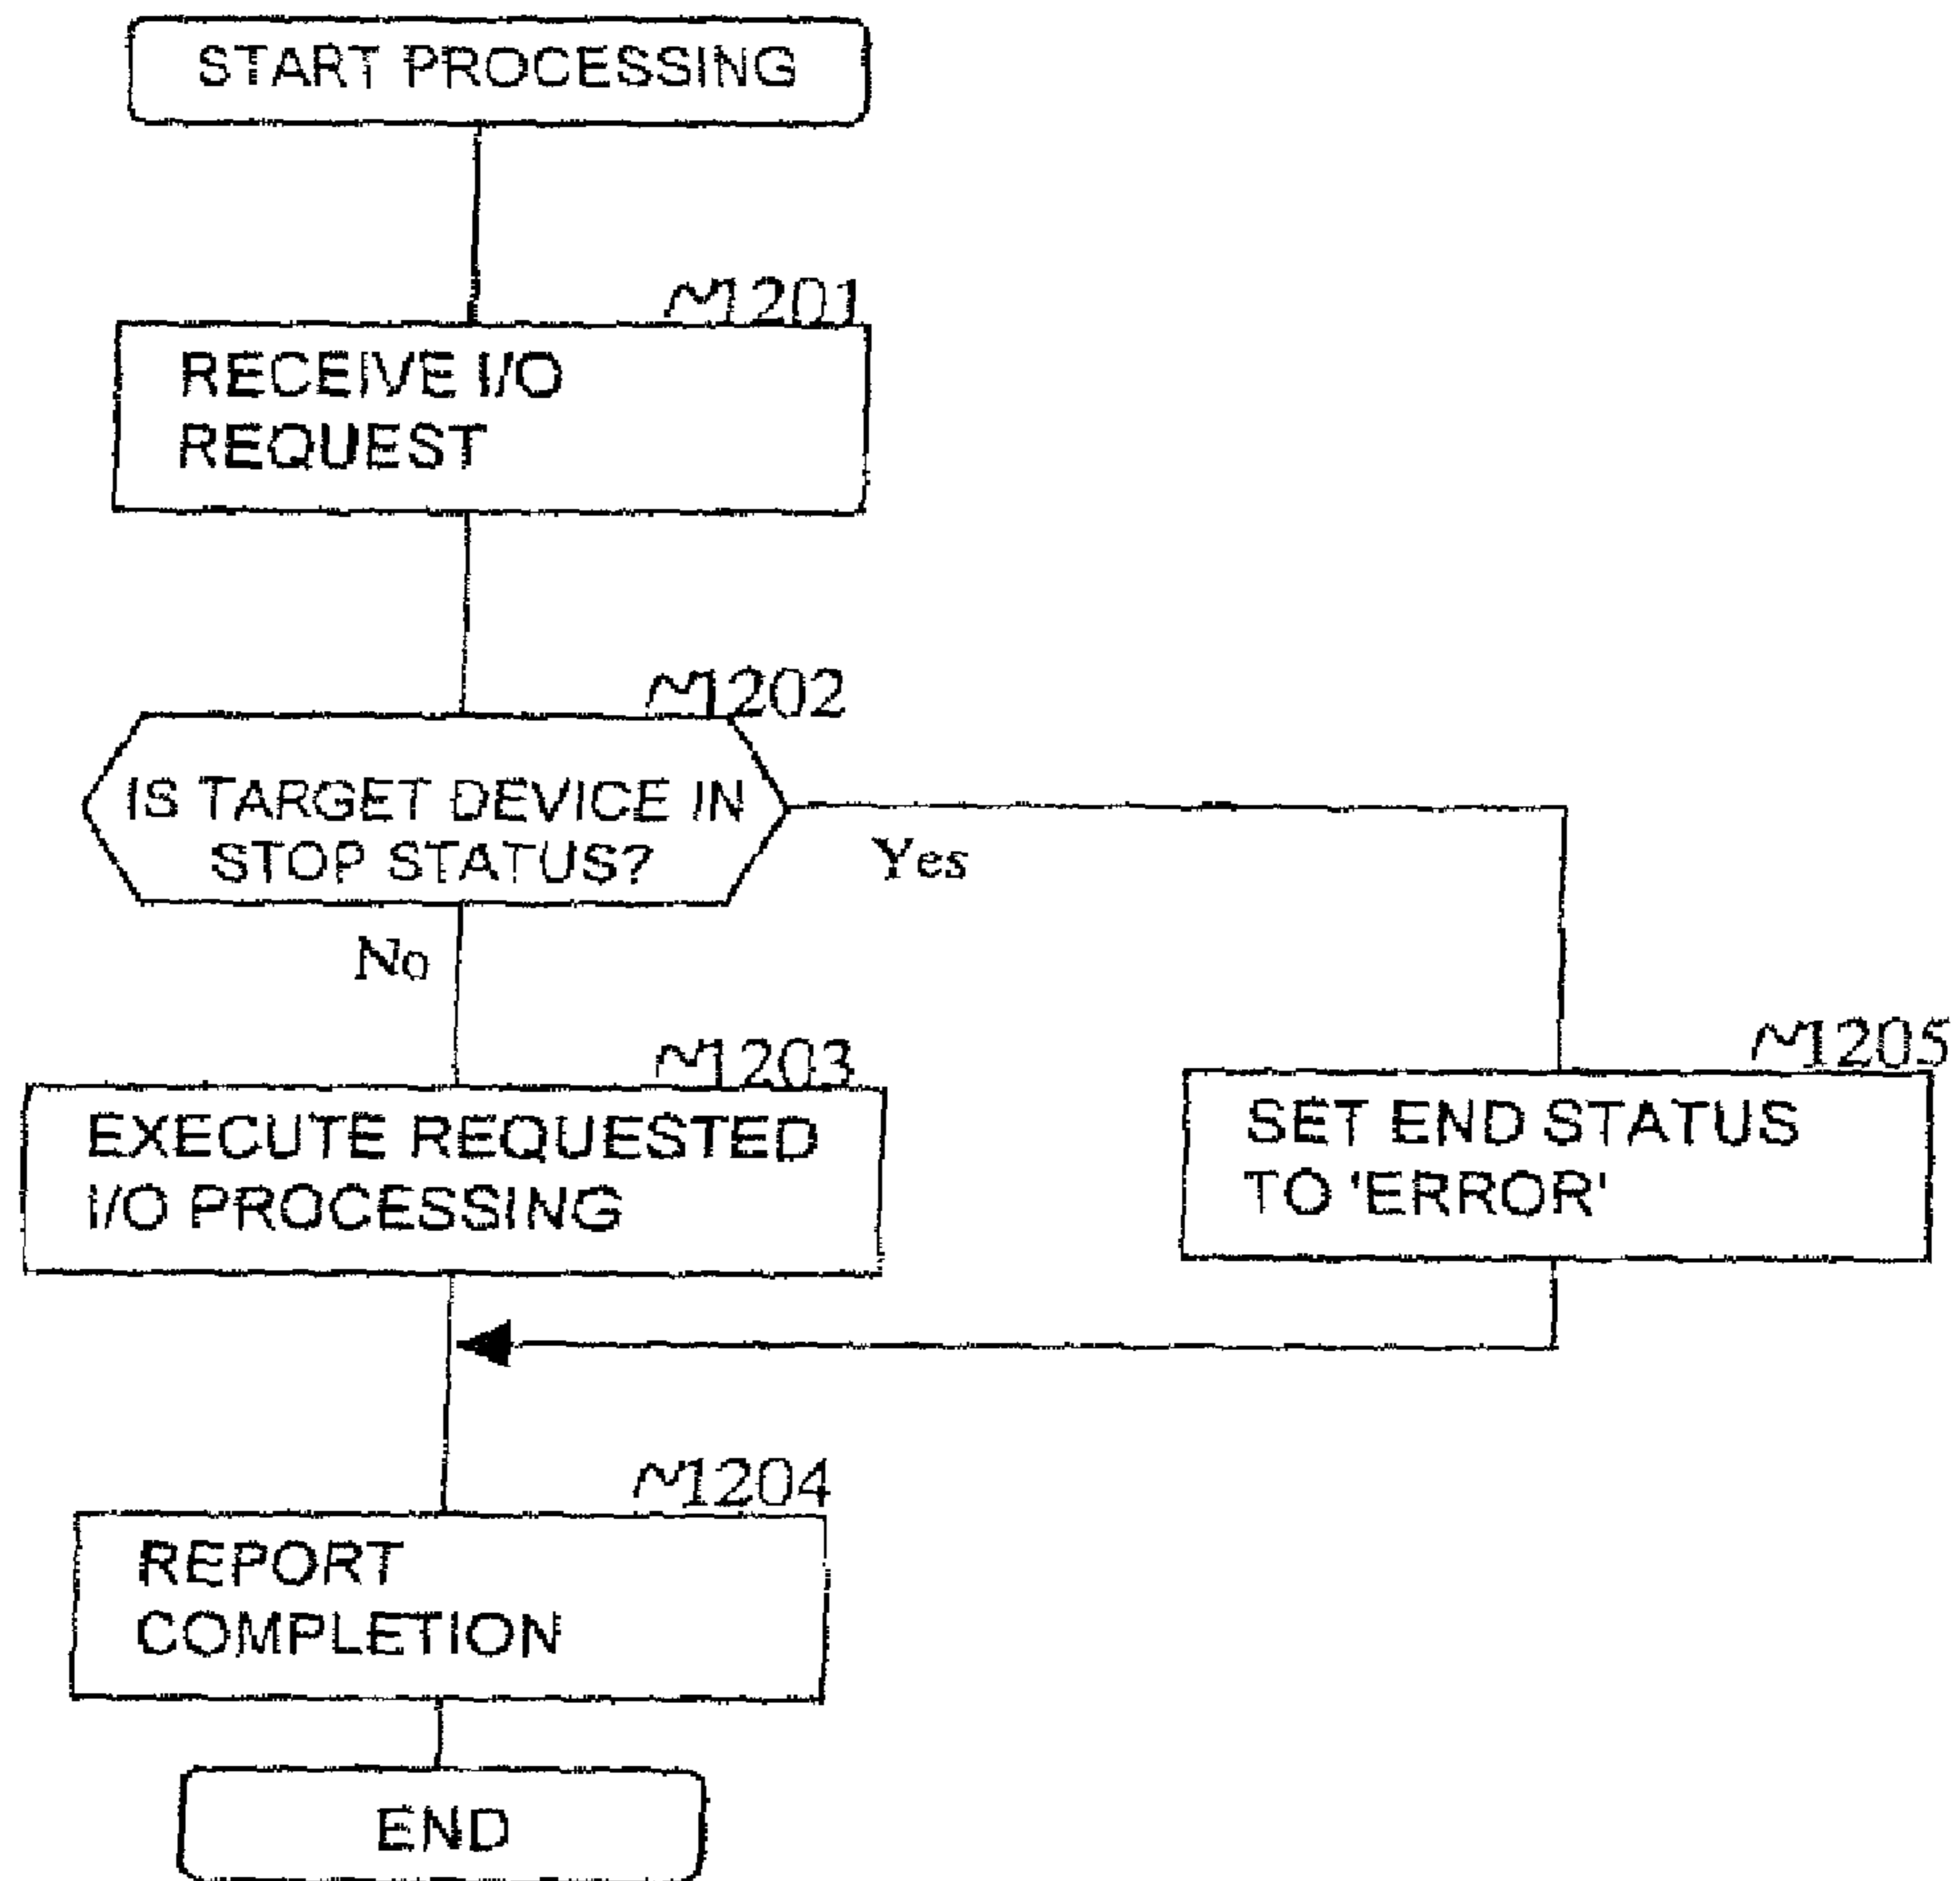 START PROCESSING
1201
RECEIVE I/O
REQUEST
1202
IS TARGET DEVICE IN
STOP STATUS?
Yes
No
1203
EXECUTE REQUESTED
I/O PROCESSING
1205
SET END STATUS
TO 'ERROR'
1204
REPORT
COMPLETION
END